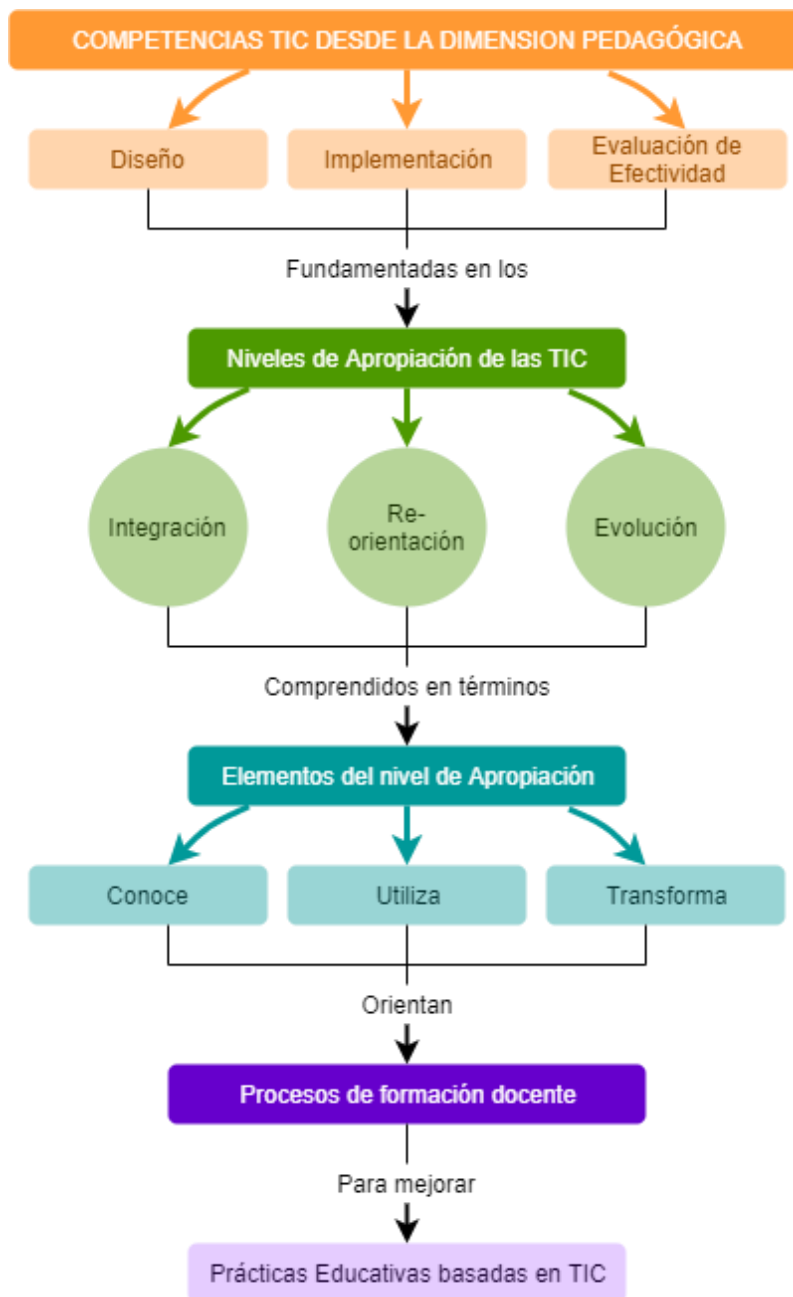 COMPETENCIAS TIC DESDE LA DIMENSION PEDAGÓGICA
Diseño
Implementación
Evaluación de
Efectividad
Fundamentadas en los
Niveles de Apropiación de las TIC
Integración
Re-
orientación
Evolución
Comprendidos en términos
Elementos del nivel de Apropiación
Conoce
Utiliza
Transforma
Orientan
Procesos de formación docente
Para mejorar
Prácticas Educativas basadas en TIC